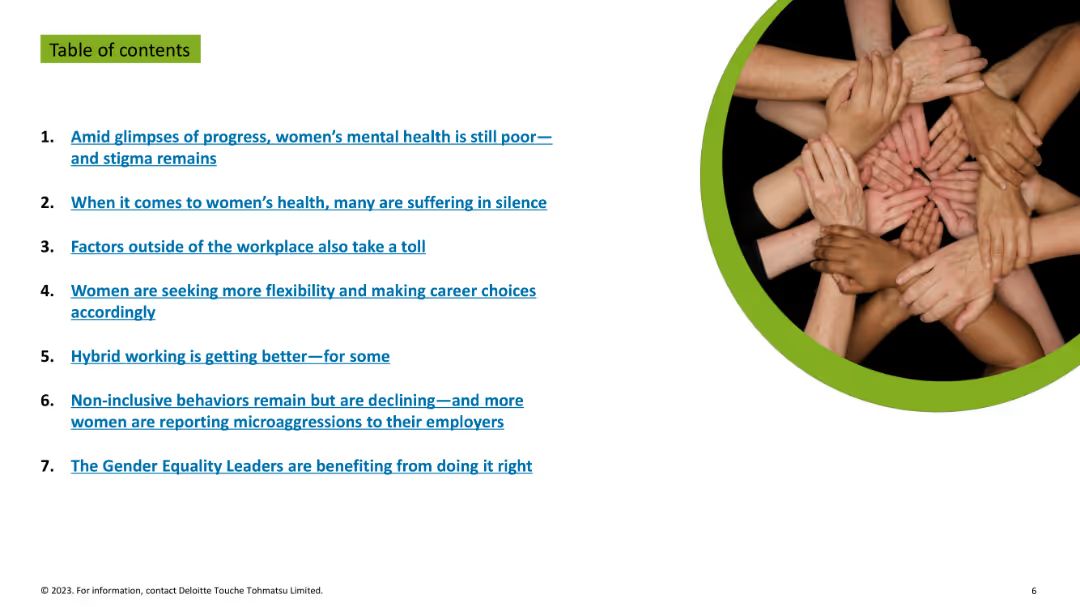 Table of contents
1. Amid glimpses of progress, women’s mental health is still poor—
and stigma remains
2. When it comes to women’s health, many are suffering in silence
3. Factors outside of the workplace also take a toll
4. Women are seeking more flexibility and making career choices
accordingly
5. Hybrid working is getting better—for some
6. Non-inclusive behaviors remain but are declining—and more
women are reporting microaggressions to their employers
7. The Gender Equality Leaders are benefiting from doing it right
© 2023. For information, contact Deloitte Touche Tohmatsu Limited.
6